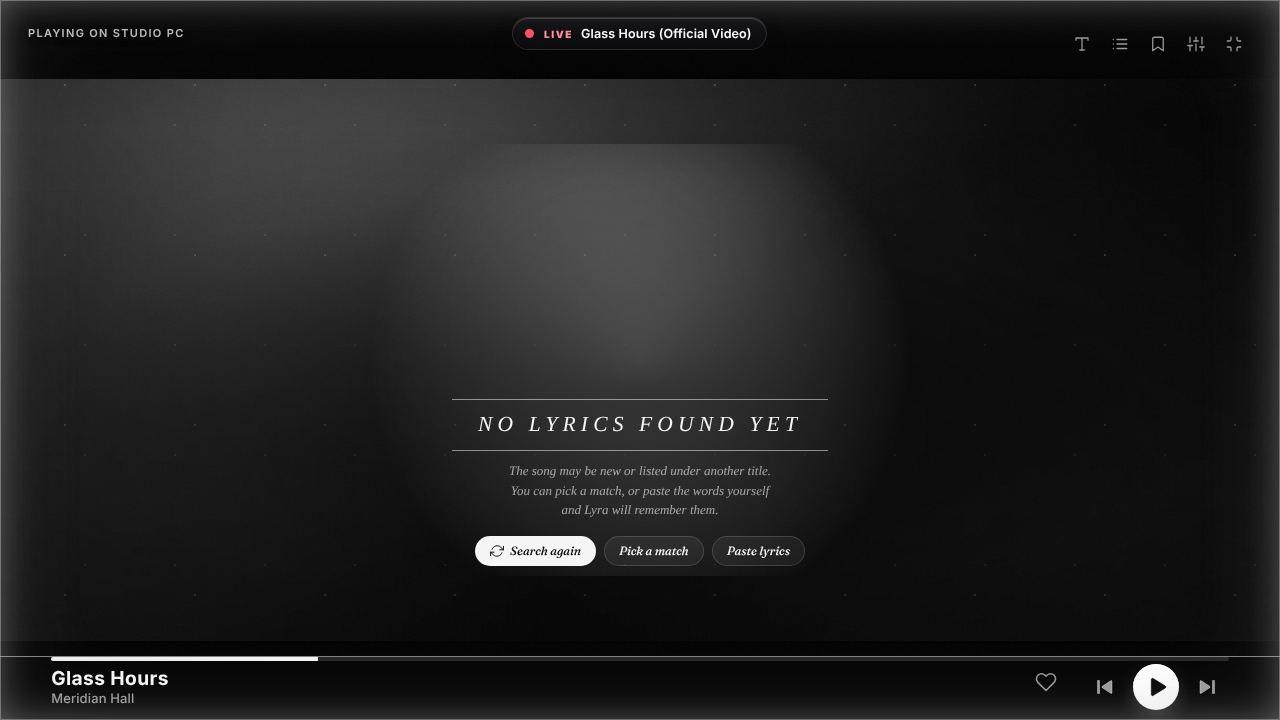 PLAYING ON STUDIO PC
LIVE Glass Hours (Official Video)
NO LYRICS FOUND YET
The song may be new or listed under another title.
You can pick a match, or paste the words yourself
and Lyra will remember them.
Search again Pick a match Paste lyrics
Glass Hours
Meridian Hall